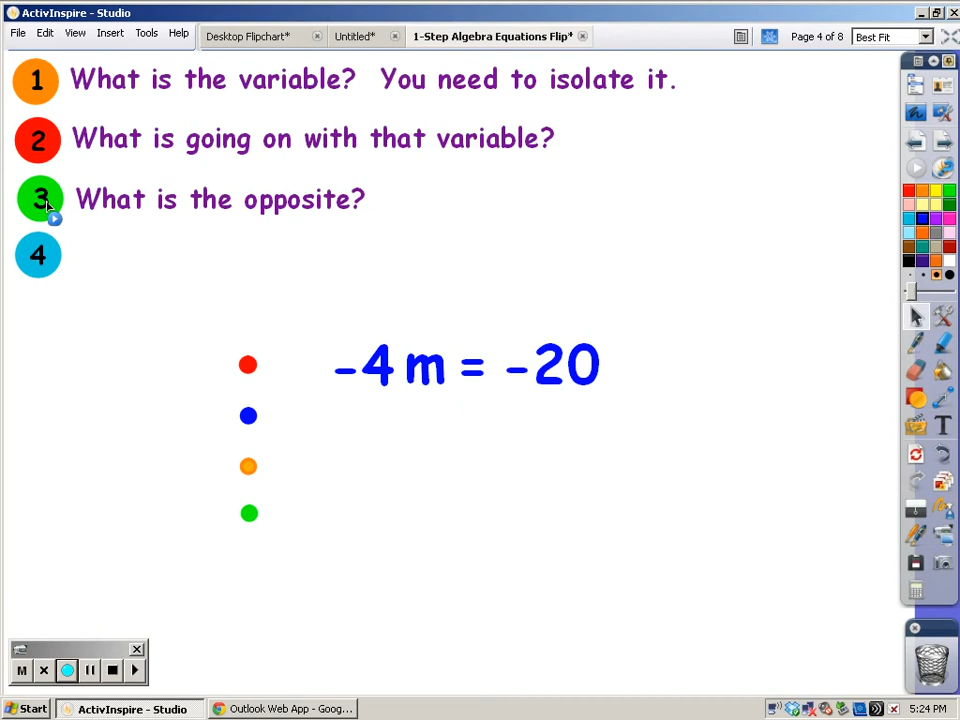 ActivInspire - Studio
File Edit View Insert Tools Help
Desktop Flipchart* Untitled* 1-Step Algebra Equations Flip*
Page 4 of 8 Best Fit
1 What is the variable? You need to isolate it.
2 What is going on with that variable?
3 What is the opposite?
4
-4m = -20
M
Start ActivInspire - Studio Outlook Web App - Goog... 5:24 PM